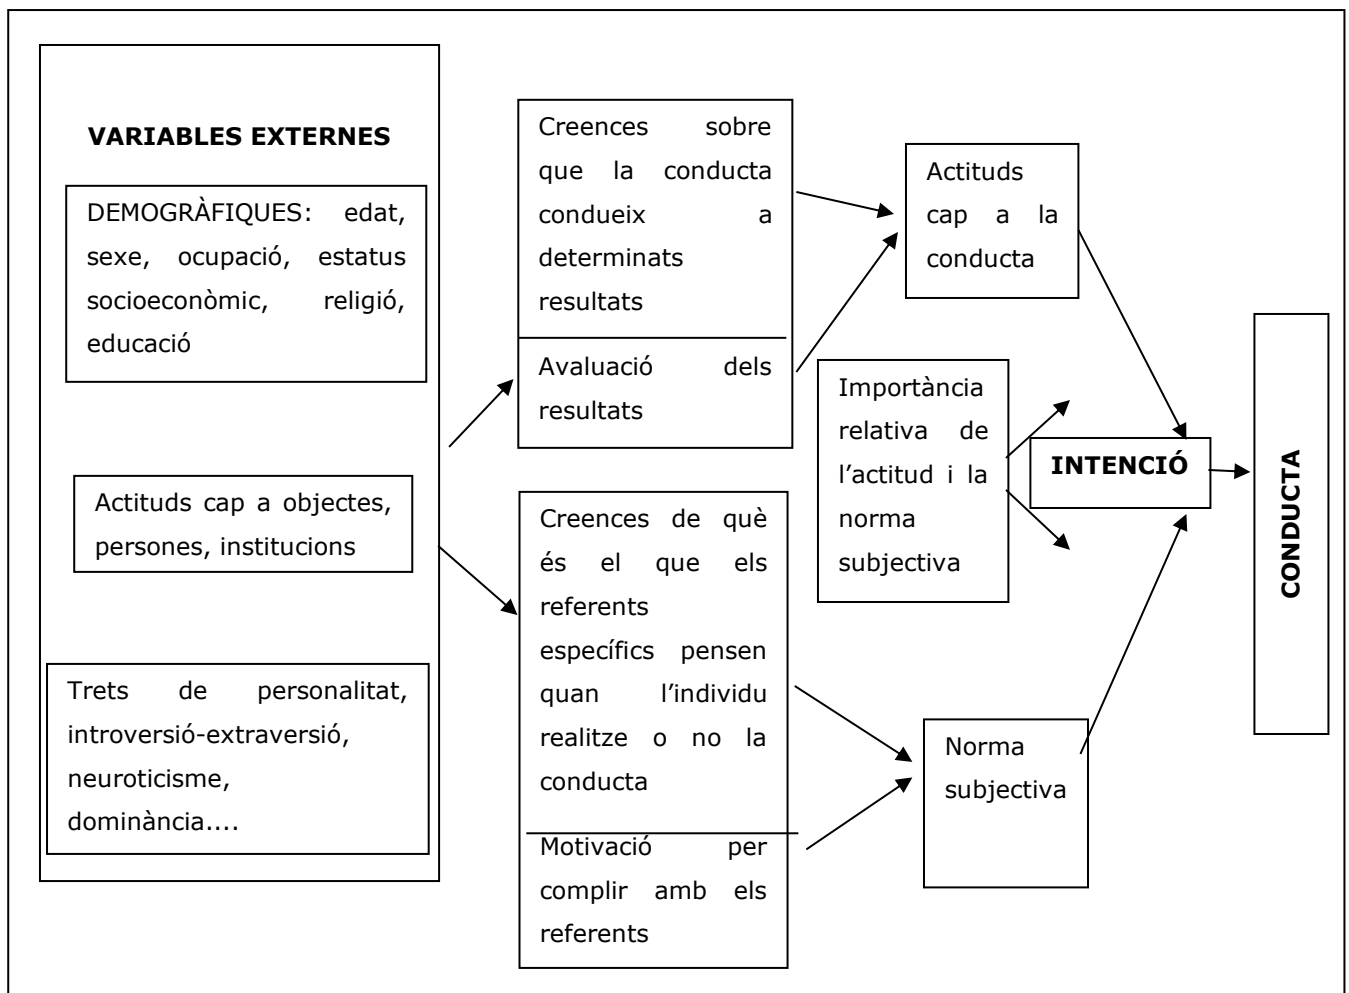 VARIABLES EXTERNES
DEMOGRÀFIQUES: edat,
sexe, ocupació, estatus
socioeconòmic, religió,
educació
Actituds cap a objectes,
persones, institucions
Trets de personalitat,
introversió-extraversió,
neuroticisme,
dominància....
Creences sobre
que la conducta
condueix a
determinats
resultats
Avaluació dels
resultats
Creences de què
és el que els
referents
específics pensen
quan l’individu
realitze o no la
conducta
Motivació per
complir amb els
referents
Actituds
cap a la
conducta
Importància
relativa de
l’actitud i la
norma
subjectiva
Norma
subjectiva
INTENCIÓ
CONDUCTA